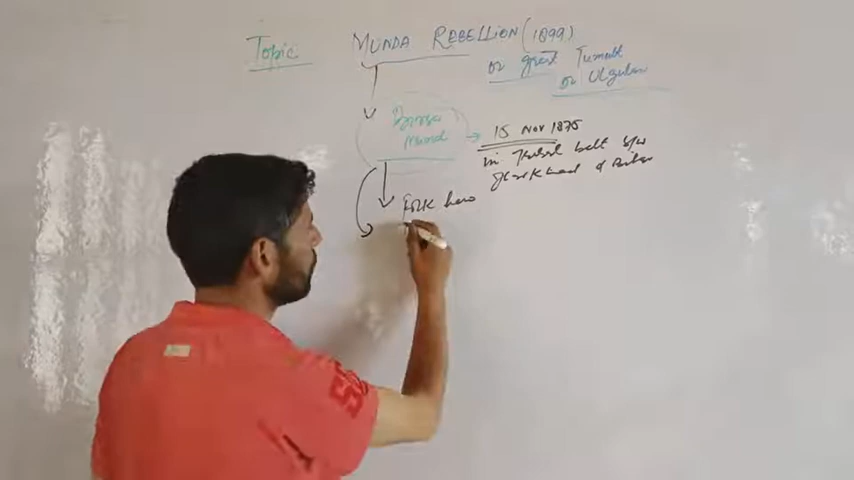 Topic MUNDA REBELLION (1899)
or great Tumult
or Ulgulan
Birsa
Munda
15 Nov 1875
in Tribal belt b/w
Jharkhand & Bihar
Folk hero